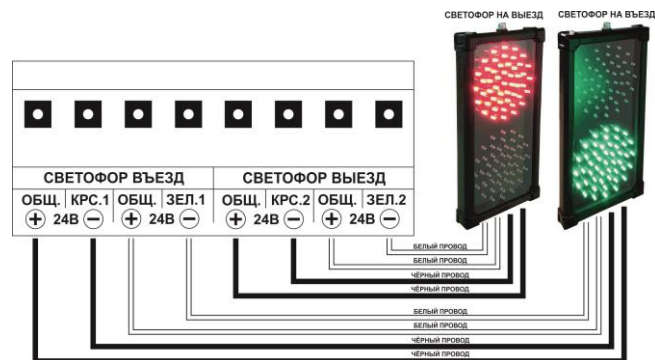 СВЕТОФОР НА ВЫЕЗД СВЕТОФОР НА ВЪЕЗД
СВЕТОФОР ВЪЕЗД СВЕТОФОР ВЫЕЗД
ОБЩ. КРС.1 ОБЩ. ЗЕЛ.1 ОБЩ. КРС.2 ОБЩ. ЗЕЛ.2
+ 24В − + 24В − + 24В − + 24В −
БЕЛЫЙ ПРОВОД
БЕЛЫЙ ПРОВОД
ЧЁРНЫЙ ПРОВОД
ЧЁРНЫЙ ПРОВОД
БЕЛЫЙ ПРОВОД
БЕЛЫЙ ПРОВОД
ЧЁРНЫЙ ПРОВОД
ЧЁРНЫЙ ПРОВОД